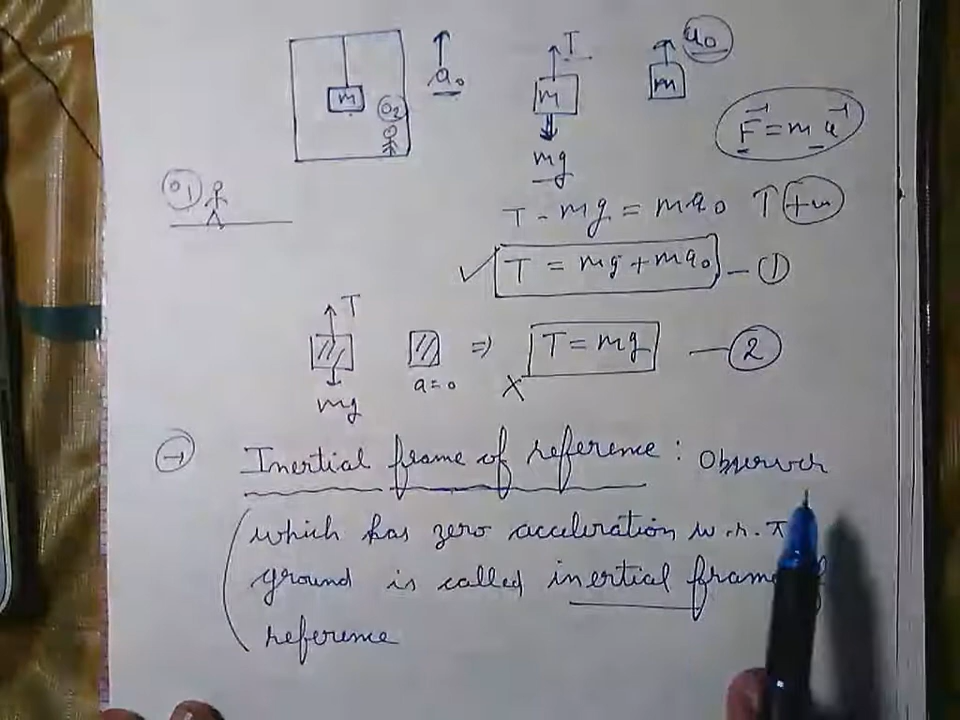 m
O2
a₀
T
m
mg
m
a₀
F = m a
O1
T - mg = ma₀ ↑ +ve
✓ T = mg + ma₀ — ①
T
mg
a=0
⇒ T = mg — ②
X
→ Inertial frame of reference : Observer
which has zero acceleration w.r.t
ground is called inertial frame
reference